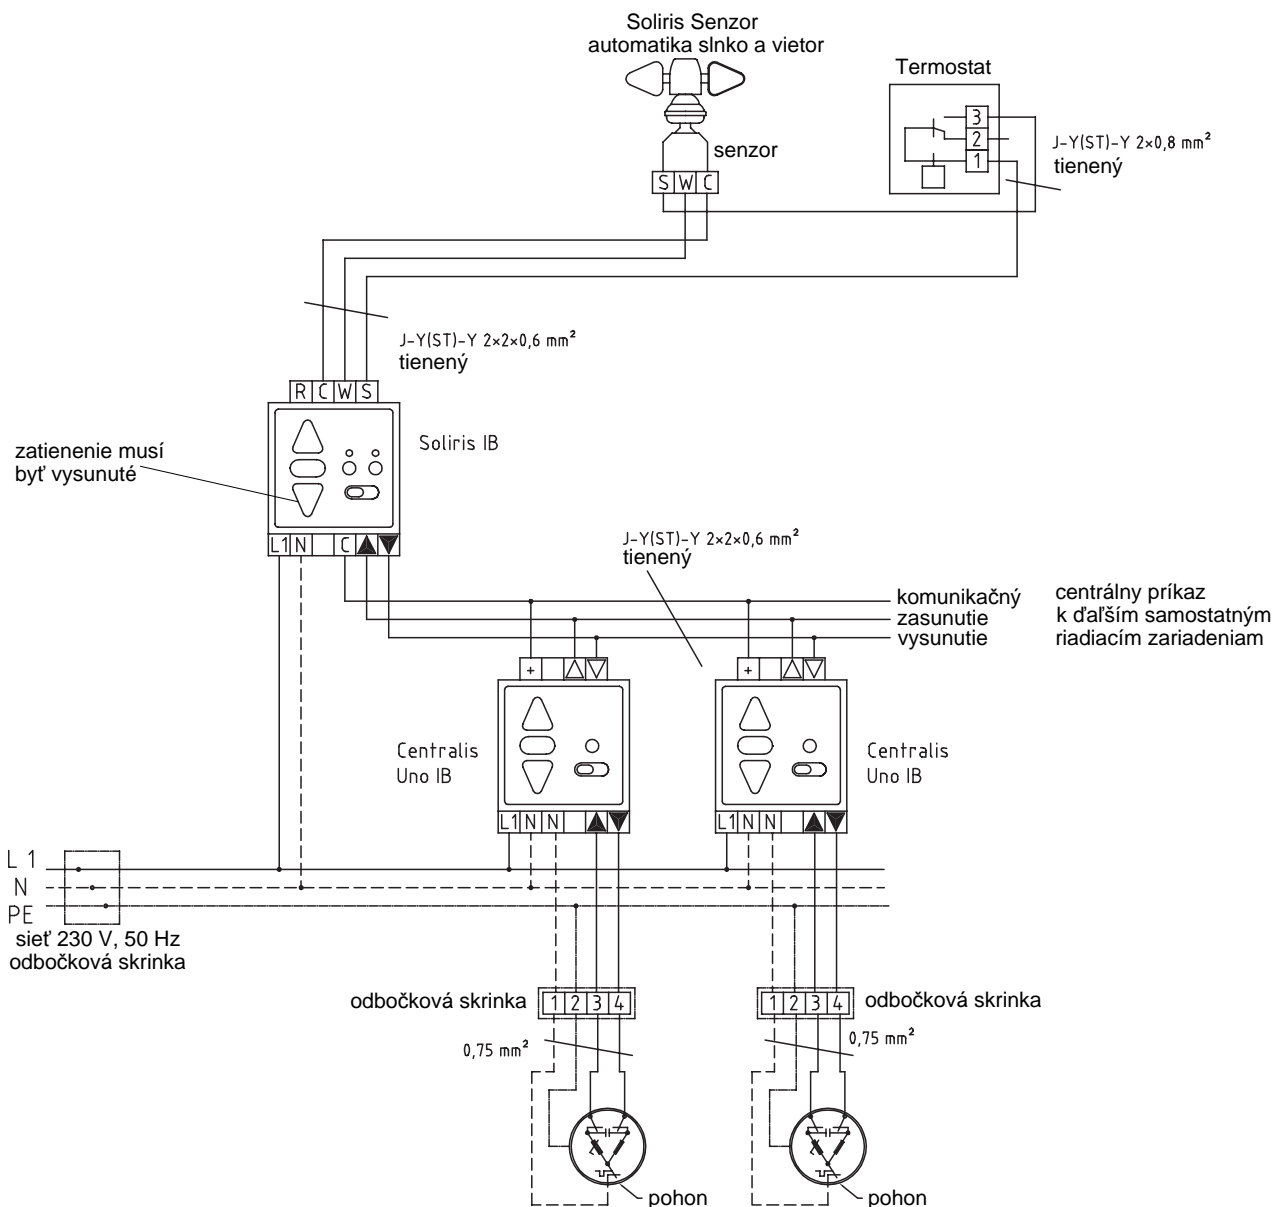 Soliris Senzor
automatika slnko a vietor
Termostat
3
2
1
J-Y(ST)-Y 2×0,8 mm²
tienený
senzor
S W C
J-Y(ST)-Y 2×2×0,6 mm²
tienený
R C W S
Soliris IB
zatienenie musí
byť vysunuté
L1 N C
J-Y(ST)-Y 2×2×0,6 mm²
tienený
komunikačný
zasunutie
vysunutie
centrálny príkaz
k ďaľším samostatným
riadiacím zariadeniam
+
+
Centralis
Uno IB
Centralis
Uno IB
L1 N N
L1 N N
L 1
N
PE
sieť 230 V, 50 Hz
odbočková skrinka
odbočková skrinka
1 2 3 4
1 2 3 4
odbočková skrinka
0,75 mm²
0,75 mm²
pohon
pohon